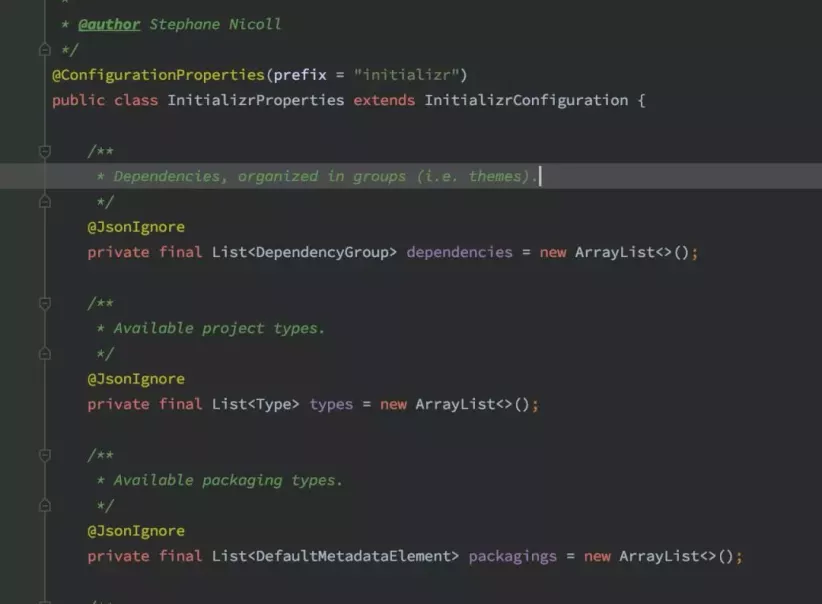 *
* @author Stephane Nicoll
*/
@ConfigurationProperties(prefix = "initializr")
public class InitializrProperties extends InitializrConfiguration {
/**
* Dependencies, organized in groups (i.e. themes).
*/
@JsonIgnore
private final List<DependencyGroup> dependencies = new ArrayList<>();
/**
* Available project types.
*/
@JsonIgnore
private final List<Type> types = new ArrayList<>();
/**
* Available packaging types.
*/
@JsonIgnore
private final List<DefaultMetadataElement> packagings = new ArrayList<>();
/**